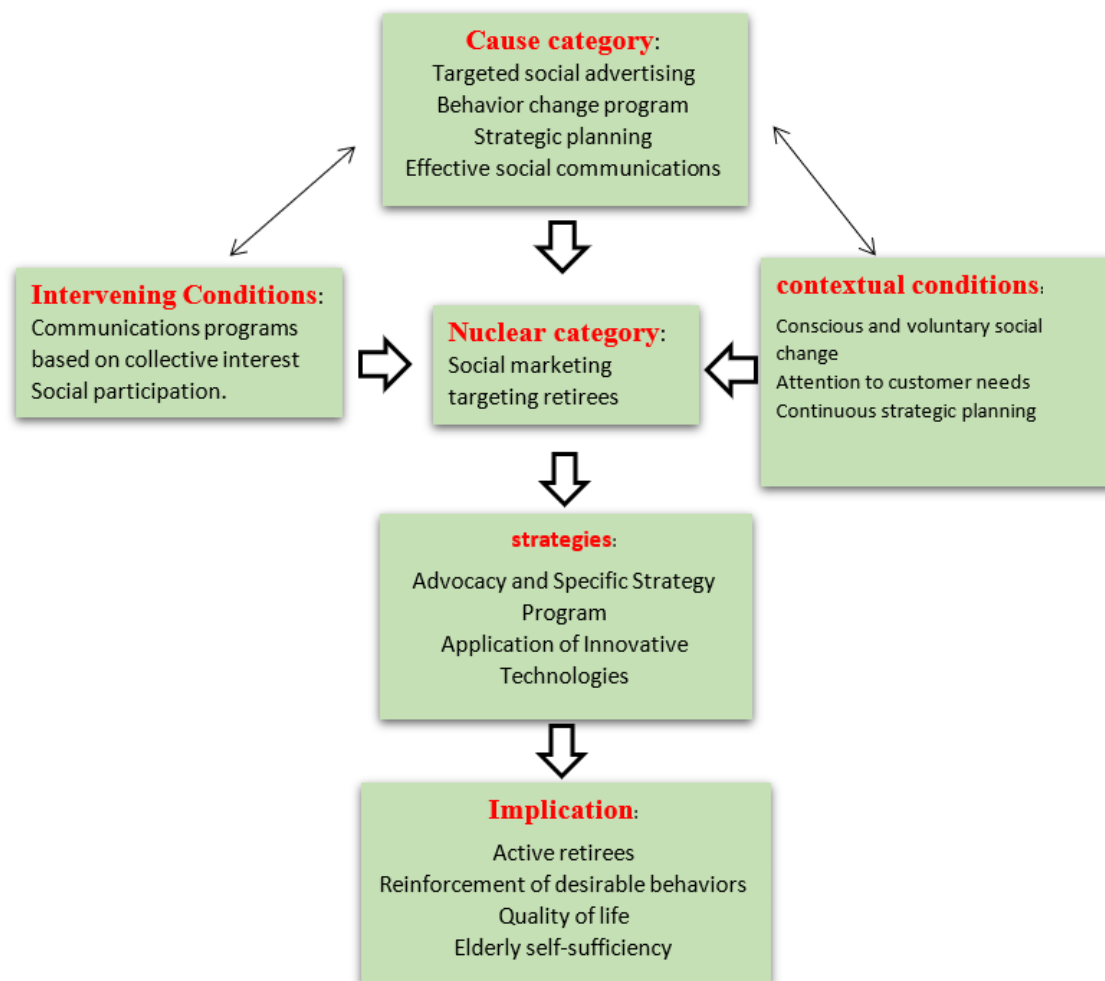 Cause category:
Targeted social advertising
Behavior change program
Strategic planning
Effective social communications
Intervening Conditions:
Communications programs
based on collective interest
Social participation.
Nuclear category:
Social marketing
targeting retirees
contextual conditions:
Conscious and voluntary social
change
Attention to customer needs
Continuous strategic planning
strategies:
Advocacy and Specific Strategy
Program
Application of Innovative
Technologies
Implication:
Active retirees
Reinforcement of desirable behaviors
Quality of life
Elderly self-sufficiency